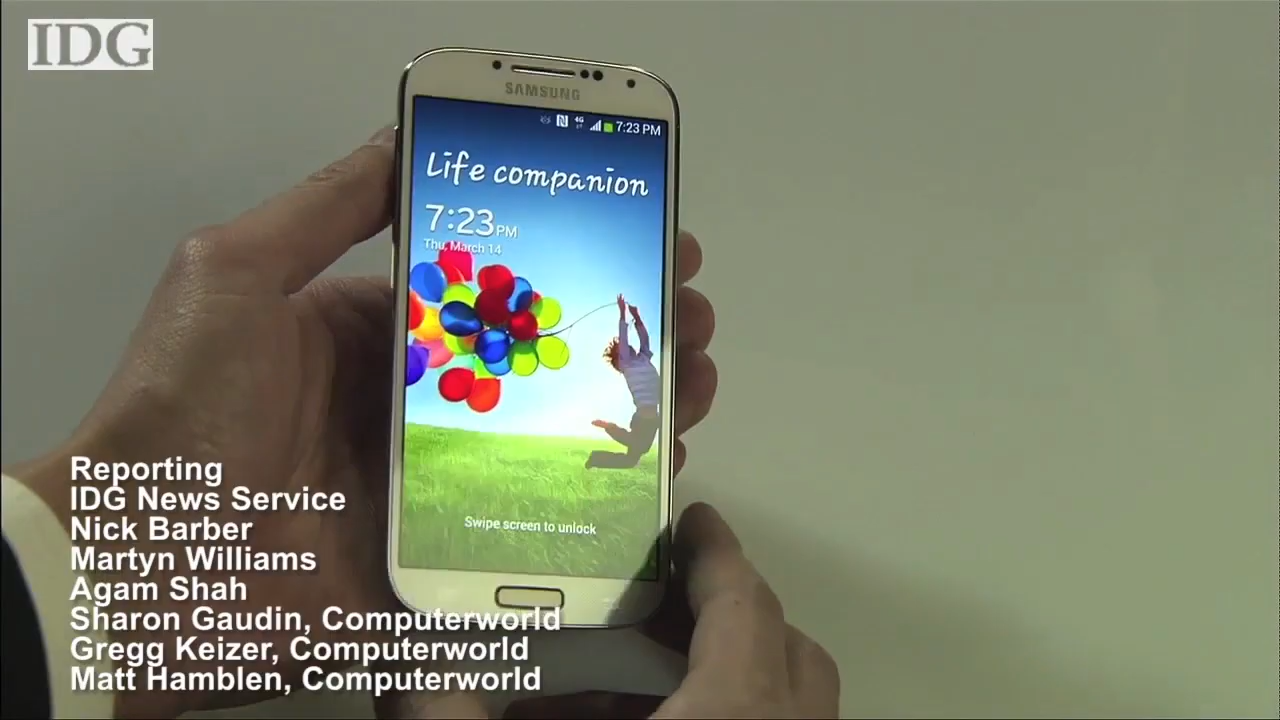 IDG
SAMSUNG
4G
7:23 PM
Life companion
7:23 PM
Thu, March 14
Swipe screen to unlock
Reporting
IDG News Service
Nick Barber
Martyn Williams
Agam Shah
Sharon Gaudin, Computerworld
Gregg Keizer, Computerworld
Matt Hamblen, Computerworld